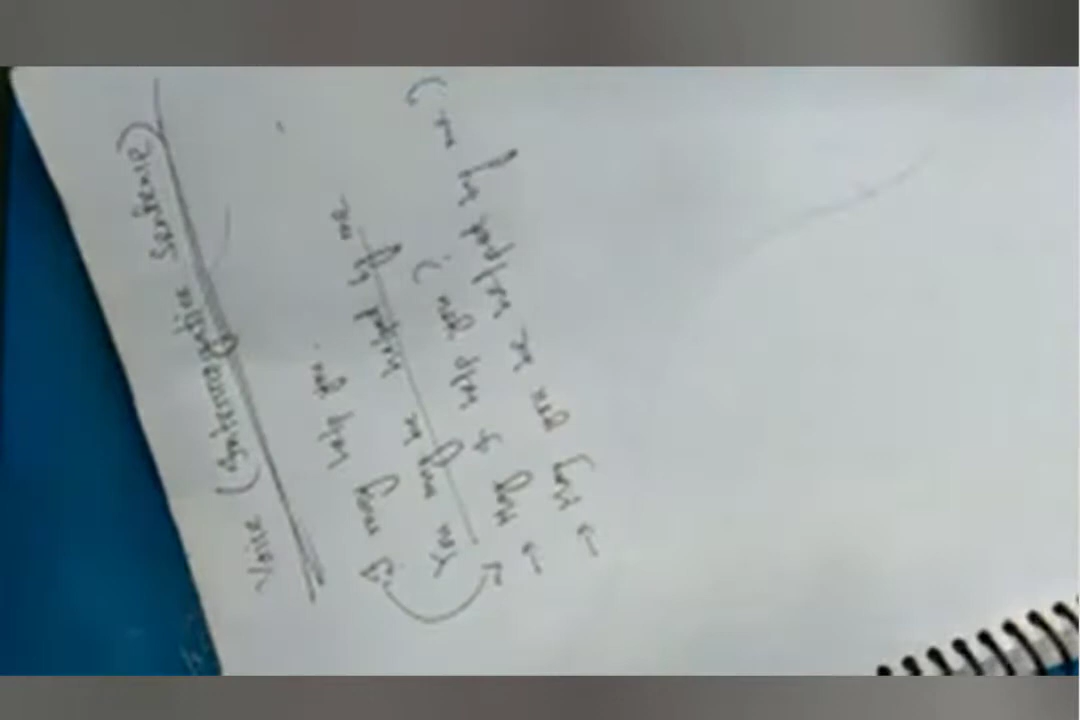 Voice (Interrogative Sentence)
I may help you.
You may be helped by me
→ May I help you ?
→ May you be helped by me